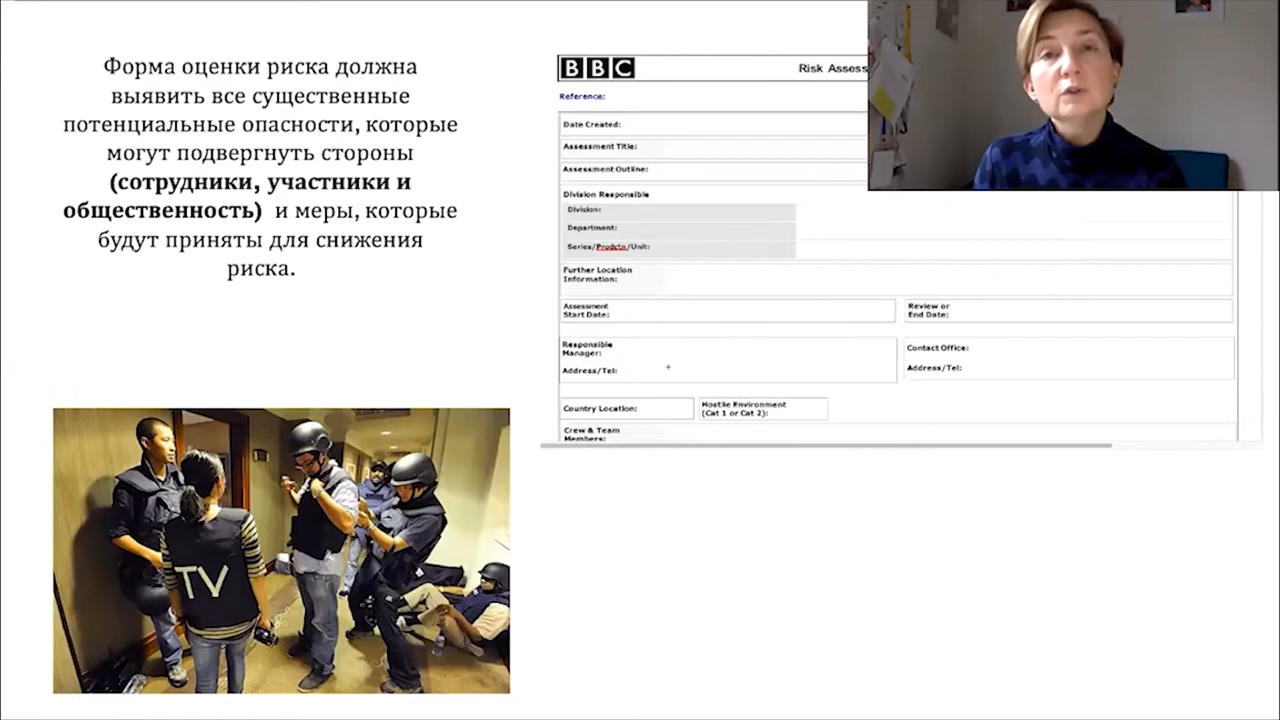 Форма оценки риска должна
выявить все существенные
потенциальные опасности, которые
могут подвергнуть стороны
(сотрудники, участники и
общественность)  и меры, которые
будут приняты для снижения
риска.
BBC
Risk Assess
Reference:
Date Created:
Assessment Title:
Assessment Outline:
Division Responsible
Division:
Department:
Series/Prodctn/Unit:
Further Location
Information:
Assessment
Start Date:
Review or
End Date:
Responsible
Manager:
Address/Tel:
Contact Office:
Address/Tel:
Country Location:
Hostile Environment
(Cat 1 or Cat 2):
Crew & Team
Members:
TV